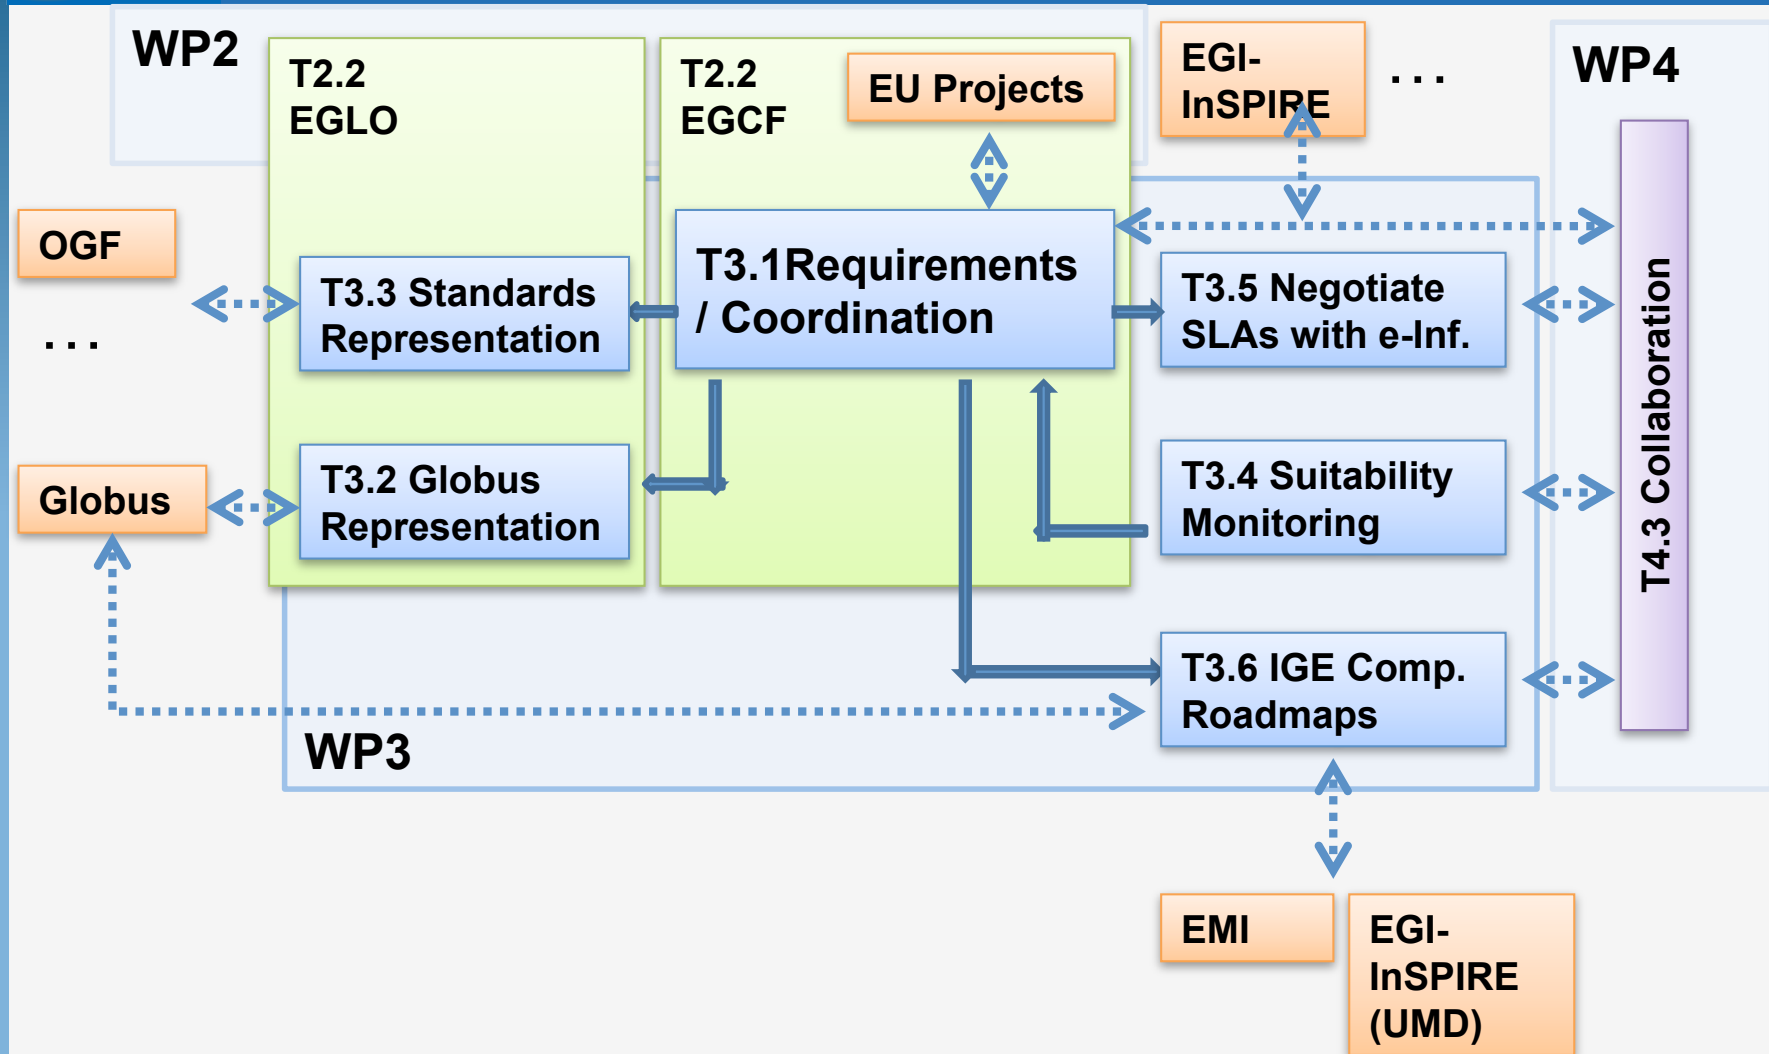 WP2
T2.2
EGLO
T2.2
EGCF
EU Projects
EGI-
InSPIRE
...
WP4
OGF
...
T3.3 Standards
Representation
T3.1Requirements
/ Coordination
T3.5 Negotiate
SLAs with e-Inf.
T4.3 Collaboration
Globus
T3.2 Globus
Representation
T3.4 Suitability
Monitoring
T3.6 IGE Comp.
Roadmaps
WP3
EMI
EGI-
InSPIRE
(UMD)